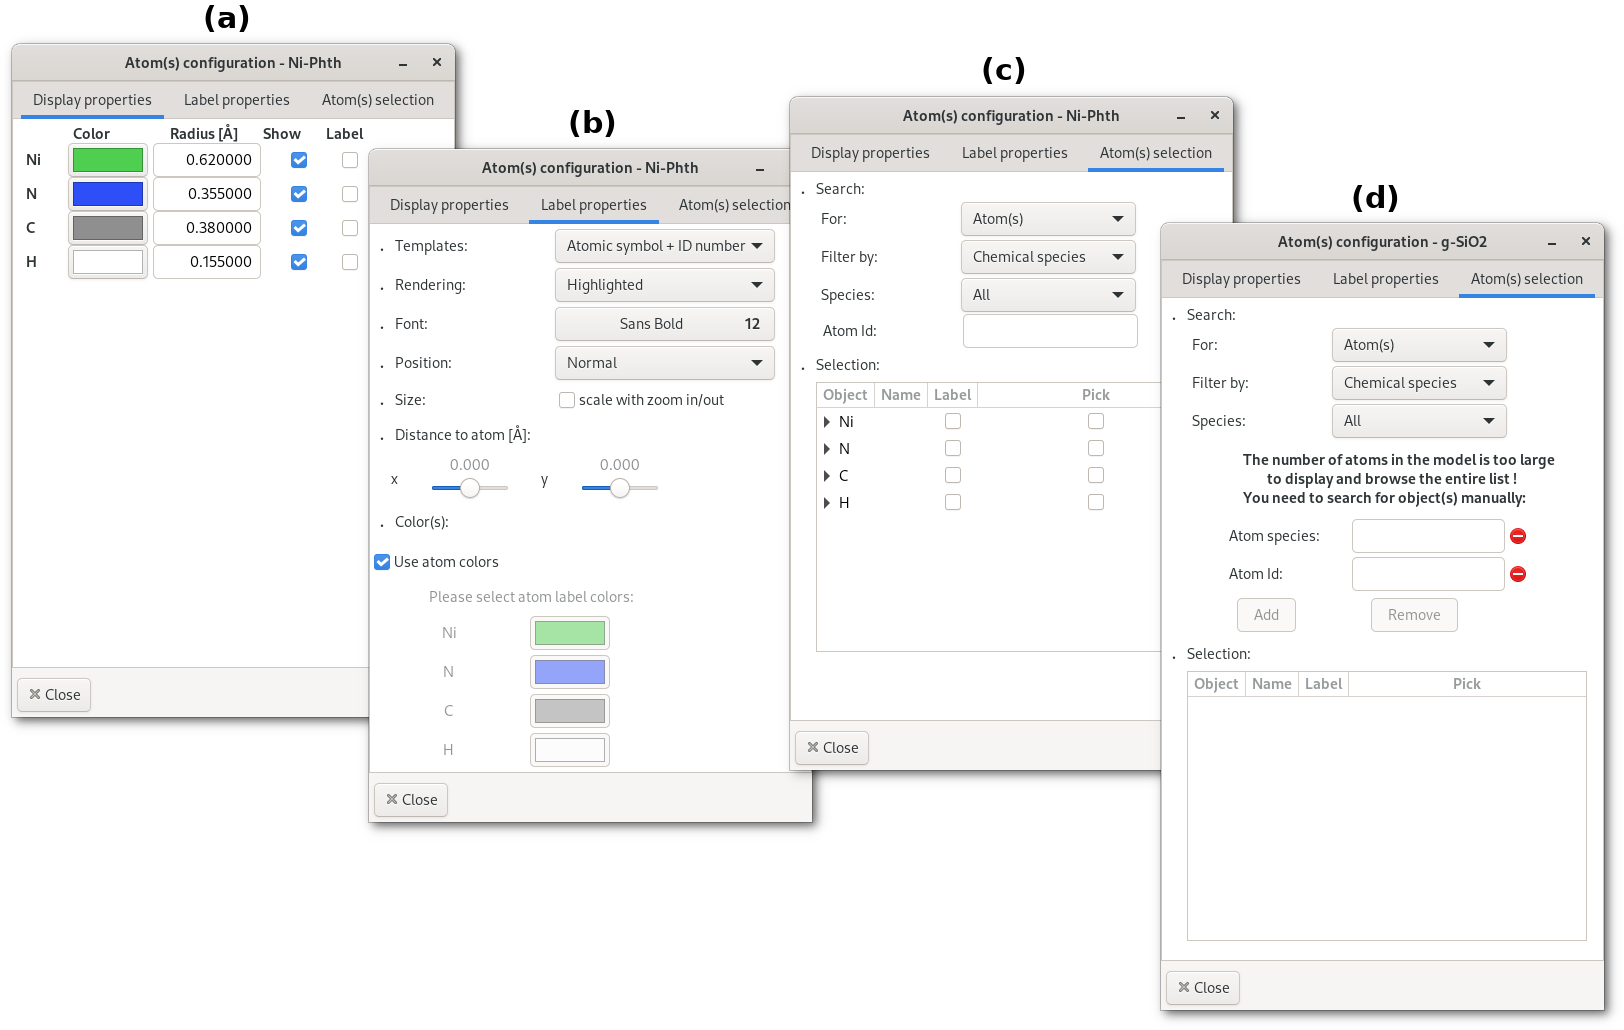 (a)
Atom(s) configuration - Ni-Phth
Display properties Label properties Atom(s) selection
Color Radius [Å] Show Label
Ni 0.620000
N 0.355000
C 0.380000
H 0.155000
Close
(b)
Atom(s) configuration - Ni-Phth
Display properties Label properties Atom(s) selection
. Templates: Atomic symbol + ID number
. Rendering: Highlighted
. Font: Sans Bold 12
. Position: Normal
. Size: scale with zoom in/out
. Distance to atom [Å]:
0.000 0.000
x y
. Color(s):
Use atom colors
Please select atom label colors:
Ni
N
C
H
Close
(c)
Atom(s) configuration - Ni-Phth
Display properties Label properties Atom(s) selection
. Search:
For: Atom(s)
Filter by: Chemical species
Species: All
Atom Id:
. Selection:
Object Name Label Pick
Ni
N
C
H
Close
(d)
Atom(s) configuration - g-SiO2
Display properties Label properties Atom(s) selection
. Search:
For: Atom(s)
Filter by: Chemical species
Species: All
The number of atoms in the model is too large
to display and browse the entire list !
You need to search for object(s) manually:
Atom species:
Atom Id:
Add Remove
. Selection:
Object Name Label Pick
Close